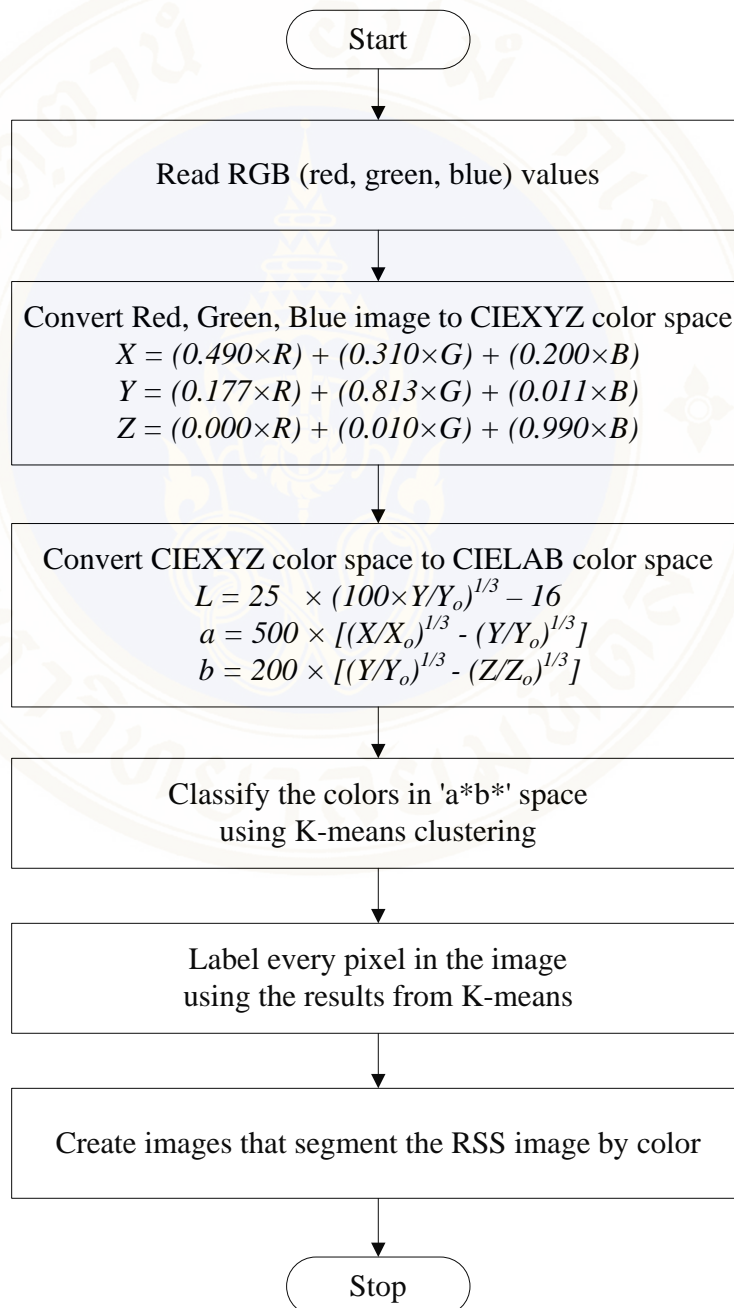 Start
Read RGB (red, green, blue) values
Convert Red, Green, Blue image to CIEXYZ color space
X = (0.490×R) + (0.310×G) + (0.200×B)
Y = (0.177×R) + (0.813×G) + (0.011×B)
Z = (0.000×R) + (0.010×G) + (0.990×B)
Convert CIEXYZ color space to CIELAB color space
L = 25 × (100×Y/Yₒ)^1/3 – 16
a = 500 × [(X/Xₒ)^1/3 - (Y/Yₒ)^1/3]
b = 200 × [(Y/Yₒ)^1/3 - (Z/Zₒ)^1/3]
Classify the colors in 'a*b*' space
using K-means clustering
Label every pixel in the image
using the results from K-means
Create images that segment the RSS image by color
Stop